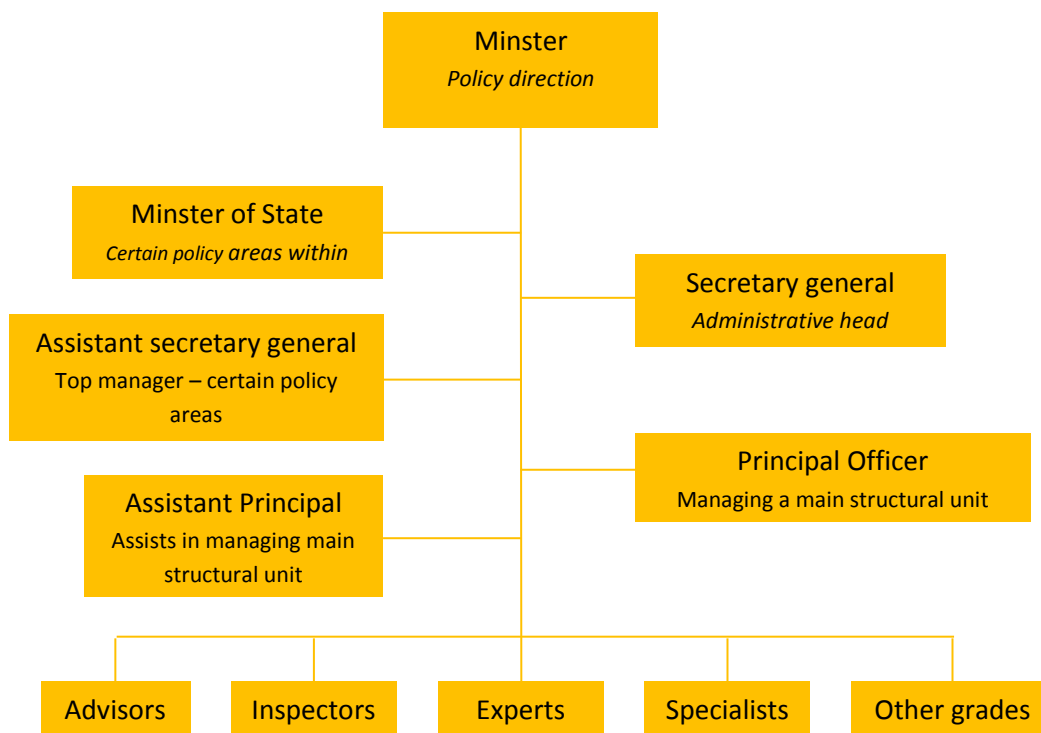 Minster
Policy direction
Minster of State
Certain policy areas within
Secretary general
Administrative head
Assistant secretary general
Top manager – certain policy
areas
Principal Officer
Managing a main structural unit
Assistant Principal
Assists in managing main
structural unit
Advisors
Inspectors
Experts
Specialists
Other grades